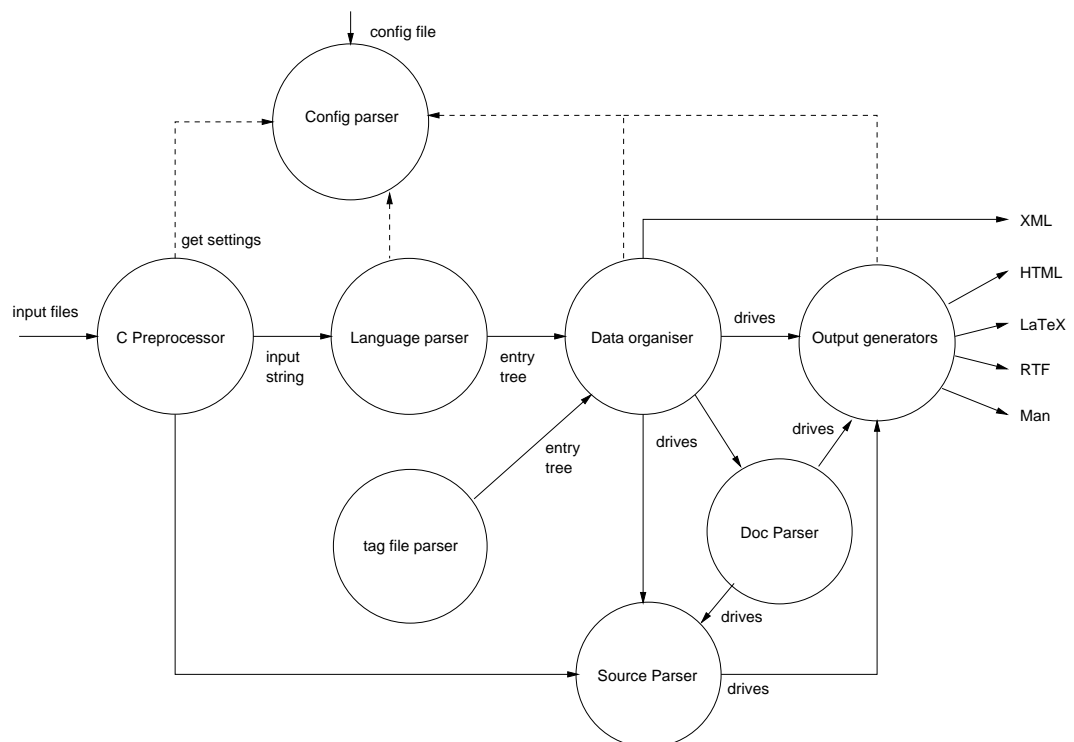 config file
Config parser
get settings
XML
HTML
input files
drives
LaTeX
C Preprocessor
Language parser
Data organiser
Output generators
input
string
entry
tree
RTF
Man
drives
drives
entry
tree
Doc Parser
tag file parser
drives
Source Parser
drives